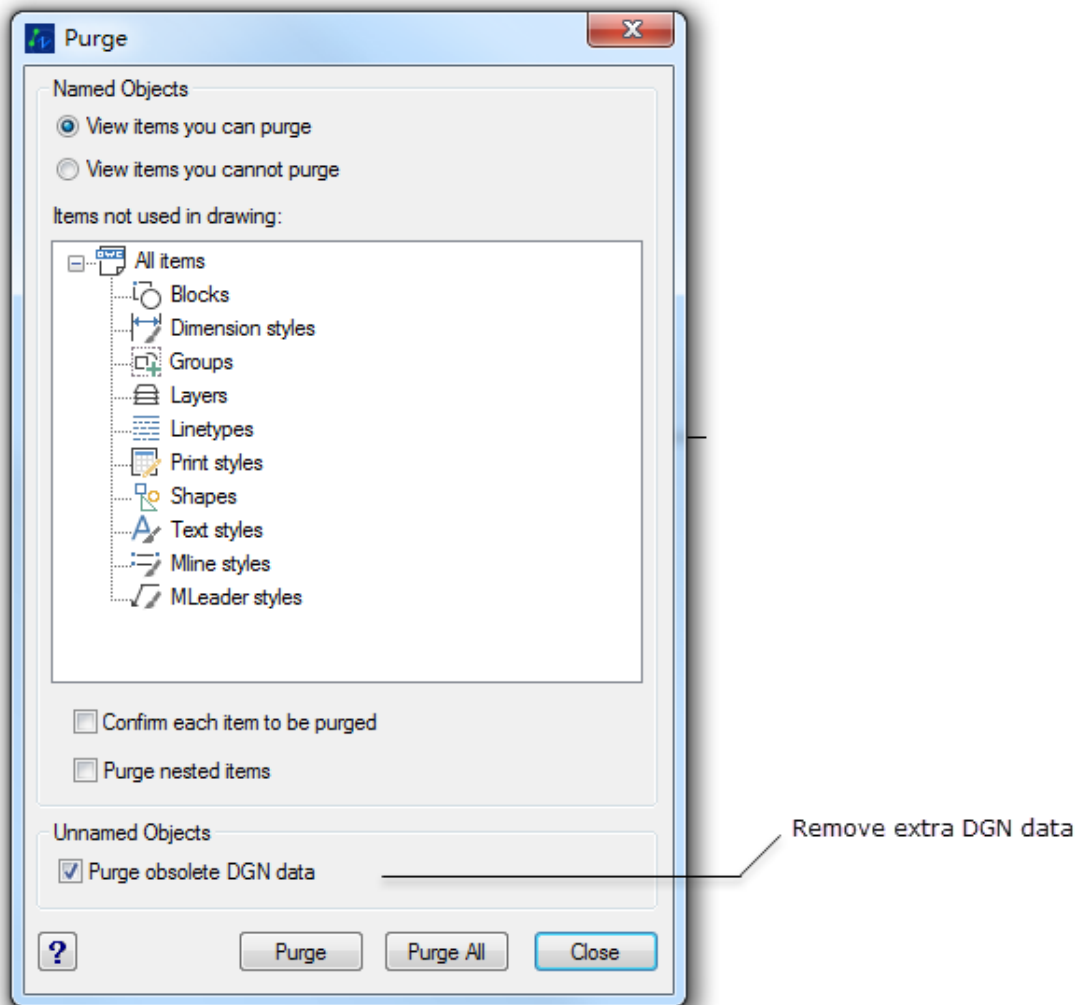 Purge
Named Objects
View items you can purge
View items you cannot purge
Items not used in drawing:
DWG
All items
Blocks
Dimension styles
Groups
Layers
Linetypes
Print styles
Shapes
Text styles
Mline styles
MLeader styles
Confirm each item to be purged
Purge nested items
Unnamed Objects
Remove extra DGN data
Purge obsolete DGN data
? Purge Purge All Close